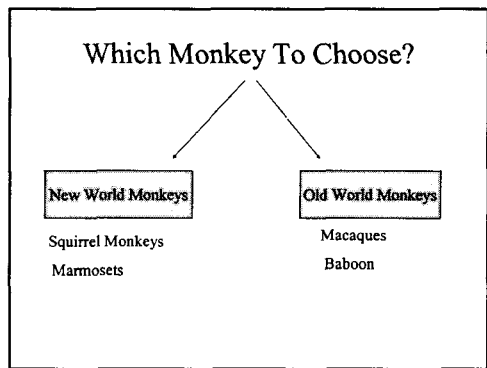 Which Monkey To Choose?
New World Monkeys
Squirrel Monkeys
Marmosets
Old World Monkeys
Macaques
Baboon